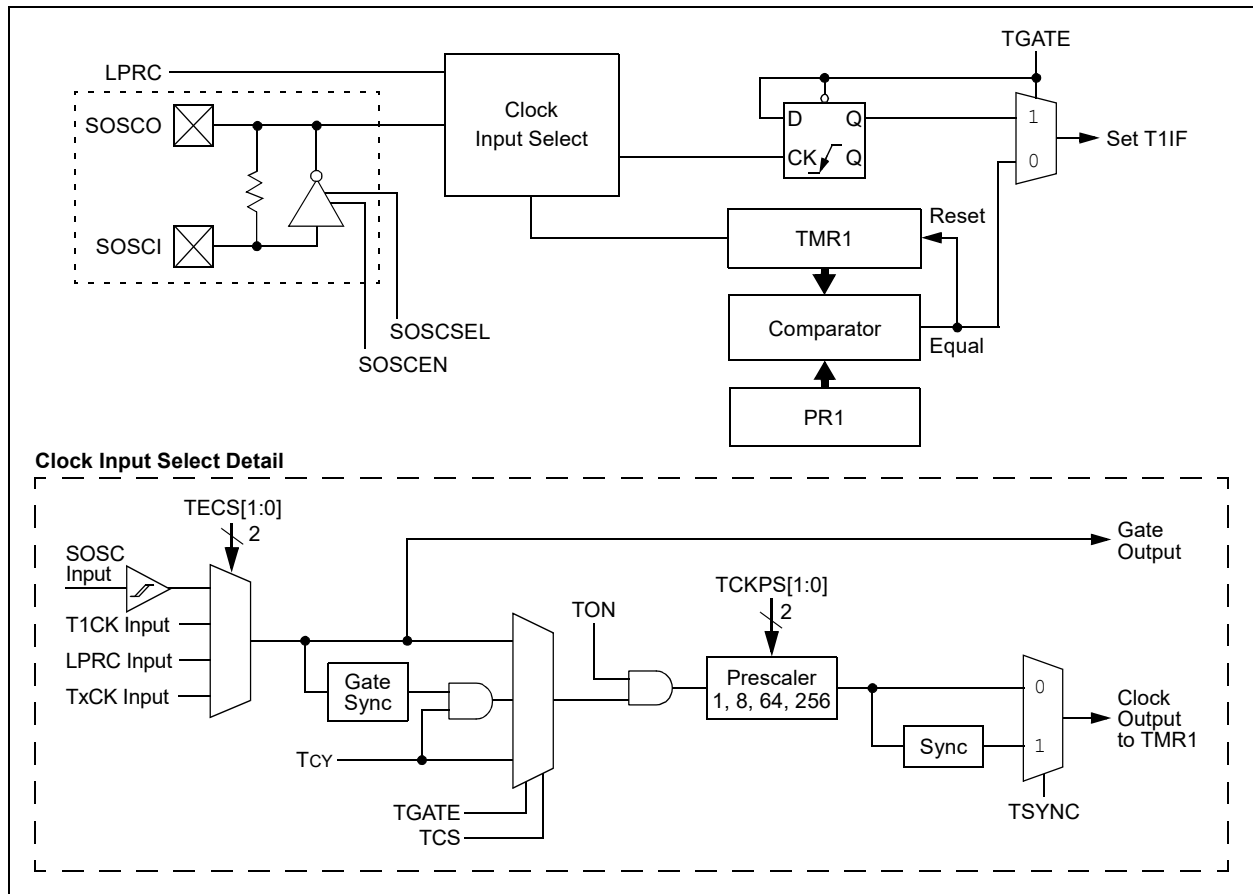 TGATE
LPRC
Clock
Input Select
SOSCO
D Q
CK Q
1
0
Set T1IF
SOSCI
TMR1
Reset
Comparator
Equal
SOSCSEL
SOSCEN
PR1
Clock Input Select Detail
TECS[1:0]
2
SOSC
Input
T1CK Input
LPRC Input
TxCK Input
Gate
Output
TCKPS[1:0]
2
TON
Gate
Sync
Prescaler
1, 8, 64, 256
0
1
Clock
Output
to TMR1
Sync
TCY
TGATE
TCS
TSYNC